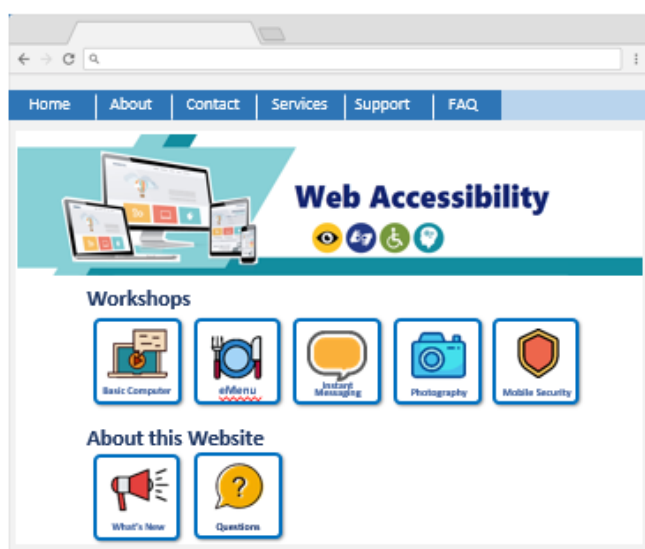 Home About Contact Services Support FAQ
Web Accessibility
Workshops
Basic Computer
eMenu
Instant
Messaging
Photography
Mobile Security
About this Website
?
What's New
Questions